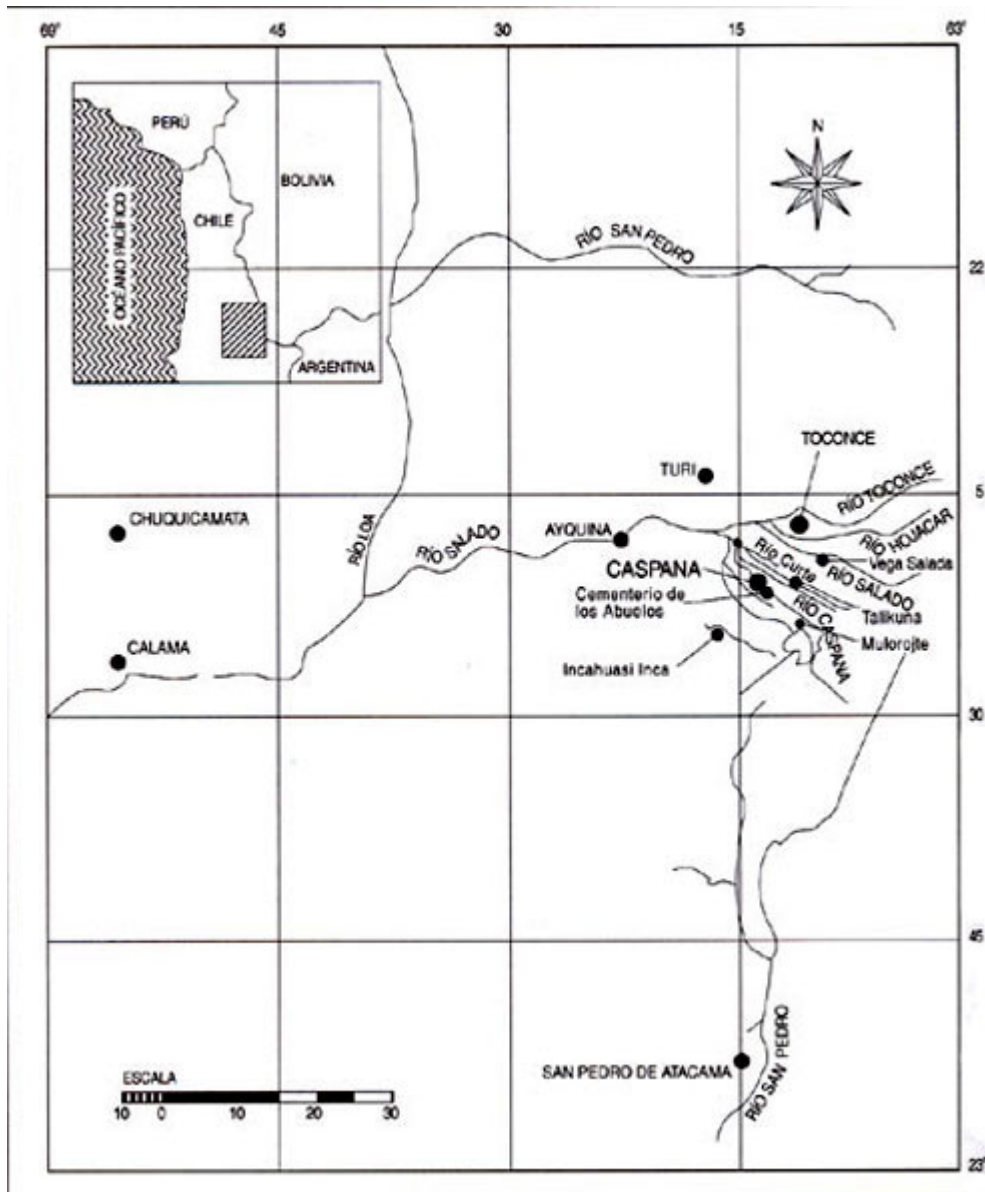 69°
45
30
15
63°
PERÚ
BOLIVIA
CHILE
OCÉANO PACÍFICO
ARGENTINA
N
RÍO SAN PEDRO
22
TOCONCE
TURI
RÍO TOCONCE
5
CHUQUICAMATA
RÍO LOA
RÍO SALADO
AYQUINA
RÍO HOJACAR
Vega Salada
Río Curte
RÍO SALADO
CASPANA
Cementerio de
los Abuelos
Talikuna
RÍO CASPANA
Mulorojte
CALAMA
Incahuasi Inca
30
45
ESCALA
10 0 10 20 30
SAN PEDRO DE ATACAMA
RÍO SAN PEDRO
23°